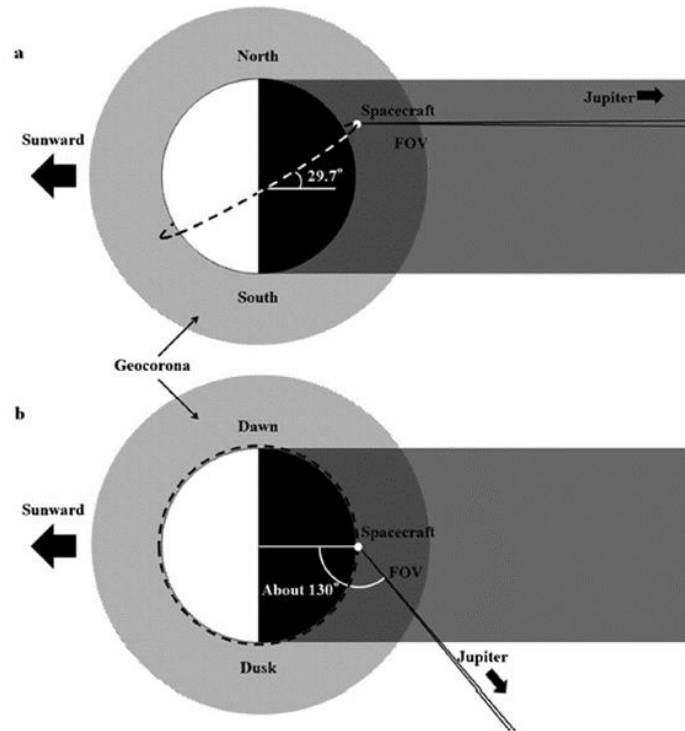 a
North
Jupiter
Spacecraft
Sunward
FOV
29.7°
South
Geocorona
b
Dawn
Sunward
Spacecraft
FOV
About 130°
Jupiter
Dusk